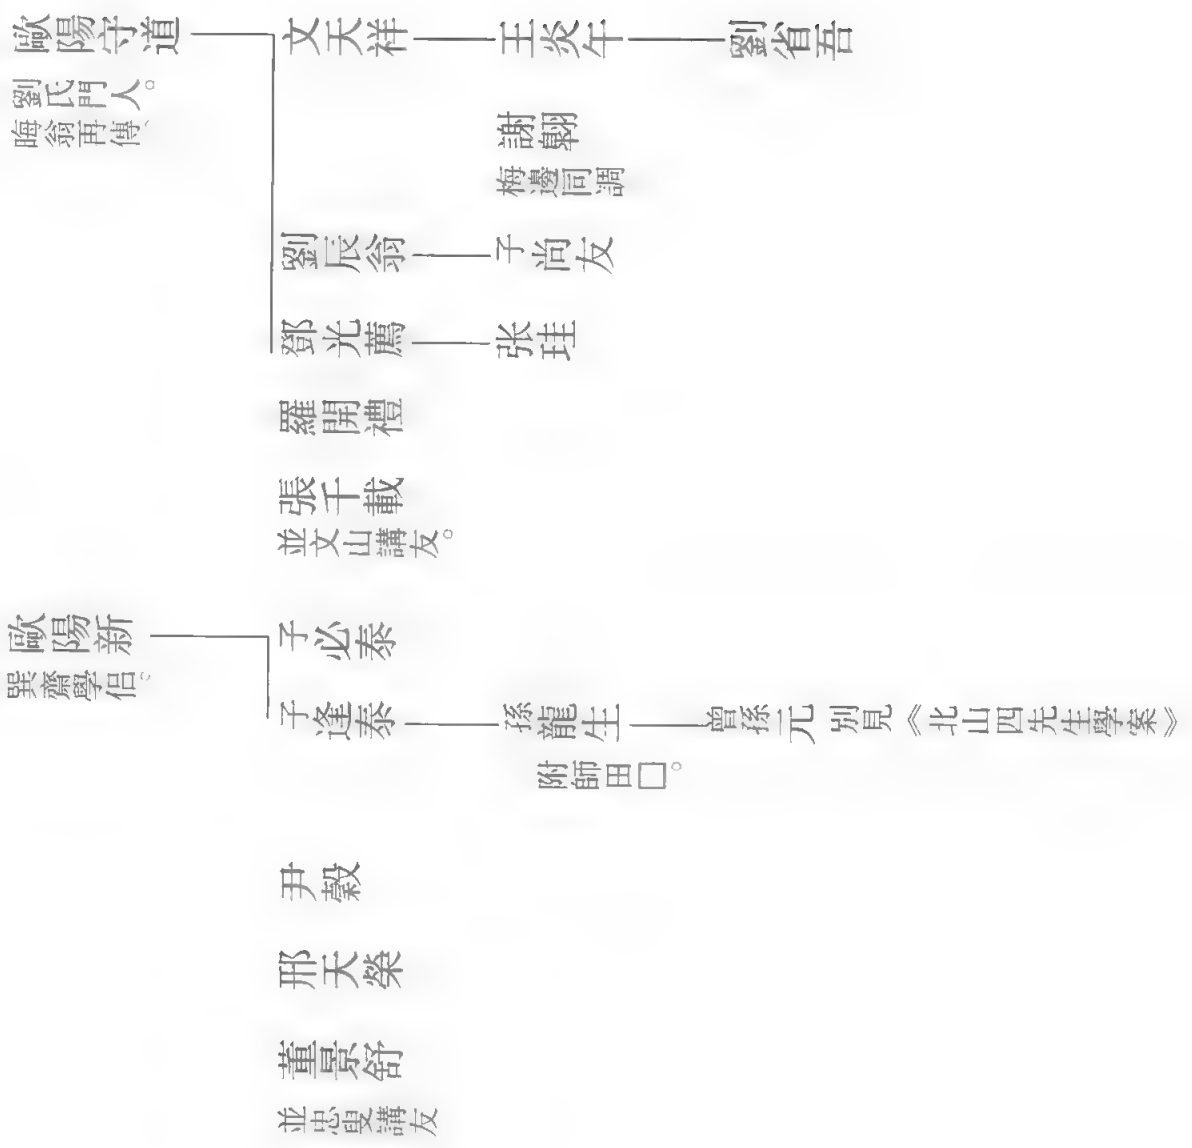 歐陽守道
劉氏門人。
晦翁再傳、
文天祥
王炎午
劉省吾
謝翱
梅邊同調
劉辰翁
子尚友
鄧光薦
张珪
羅開禮
張千載
並文山講友。
歐陽新
巽齋學侶。
子必泰
子逢泰
孫龍生
曾孫元 別見《北山四先生學案》
附師田□。
尹穀
邢天榮
董景舒
並忠叟講友